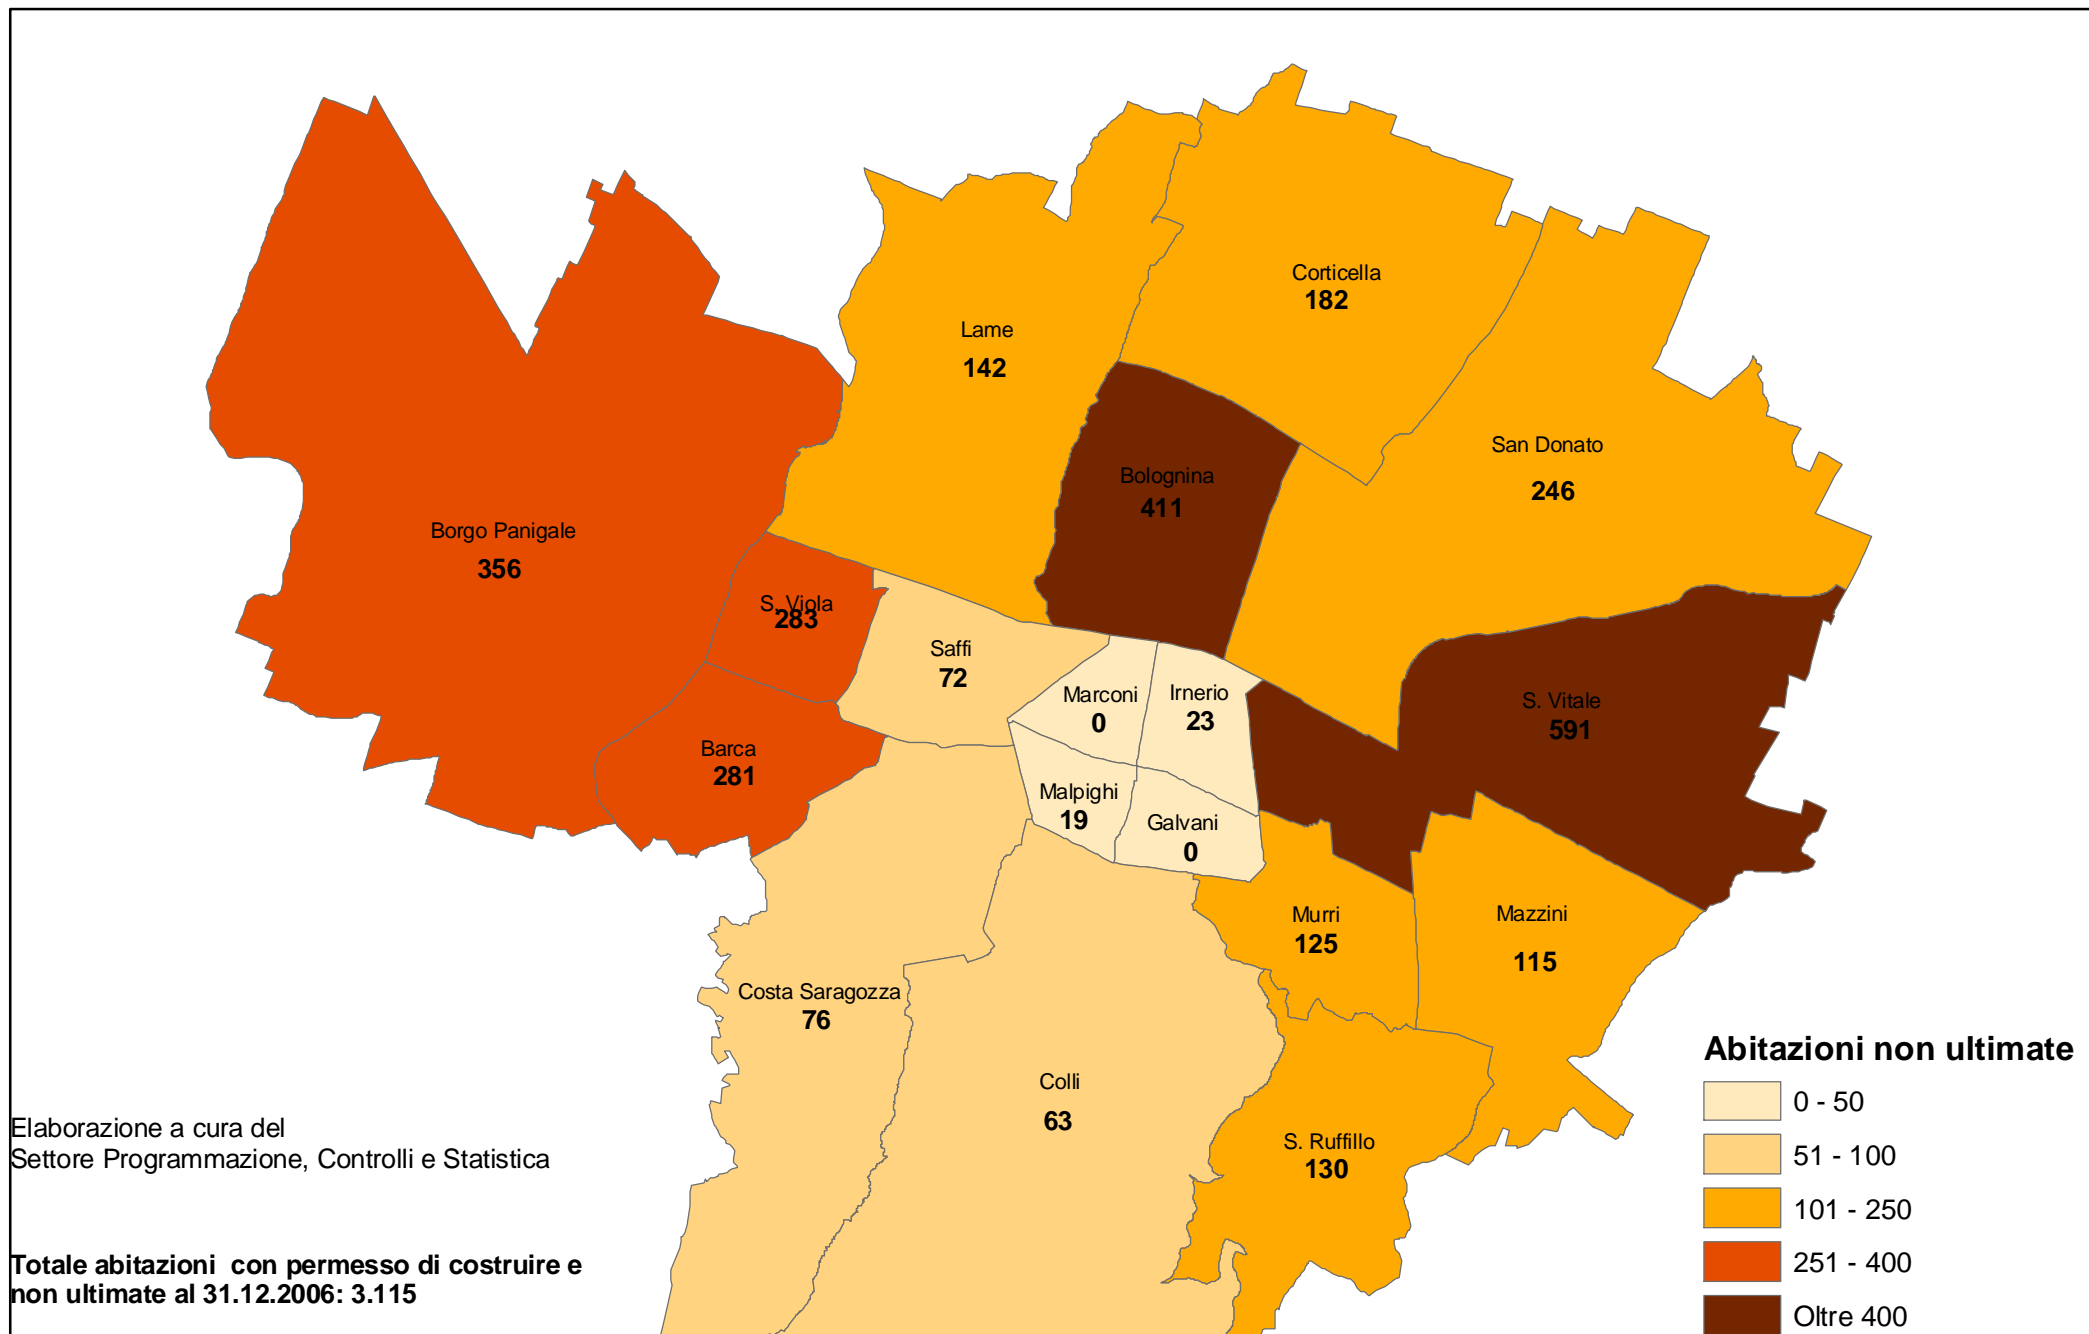 Corticella
182
Lame
142
San Donato
246
Bolognina
411
Borgo Panigale
356
S. Viola
283
Saffi
72
Marconi
0
Irnerio
23
S. Vitale
591
Barca
281
Malpighi
19
Galvani
0
Murri
125
Mazzini
115
Costa Saragozza
76
Colli
63
S. Ruffillo
130
Abitazioni non ultimate
0 - 50
51 - 100
101 - 250
251 - 400
Oltre 400
Elaborazione a cura del
Settore Programmazione, Controlli e Statistica
Totale abitazioni con permesso di costruire e
non ultimate al 31.12.2006: 3.115